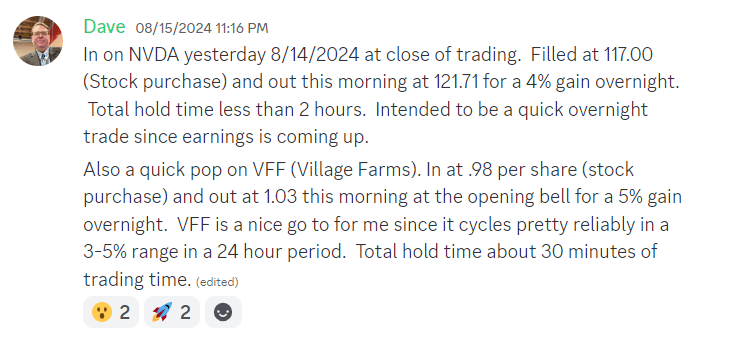 Dave 08/15/2024 11:16 PM
In on NVDA yesterday 8/14/2024 at close of trading.  Filled at 117.00
(Stock purchase) and out this morning at 121.71 for a 4% gain overnight.
Total hold time less than 2 hours.  Intended to be a quick overnight
trade since earnings is coming up.
Also a quick pop on VFF (Village Farms). In at .98 per share (stock
purchase) and out at 1.03 this morning at the opening bell for a 5% gain
overnight.  VFF is a nice go to for me since it cycles pretty reliably in a
3-5% range in a 24 hour period.  Total hold time about 30 minutes of
trading time. (edited)
2 2